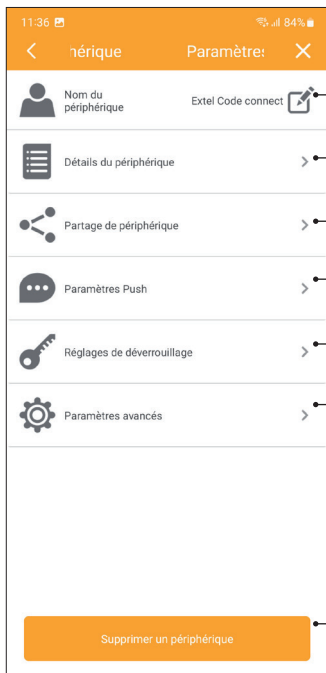 11:36 84%
hérique Paramètre
Nom du
périphérique
Extel Code connect
Détails du périphérique
Partage de périphérique
Paramètres Push
Réglages de déverrouillage
Paramètres avancés
Supprimer un périphérique